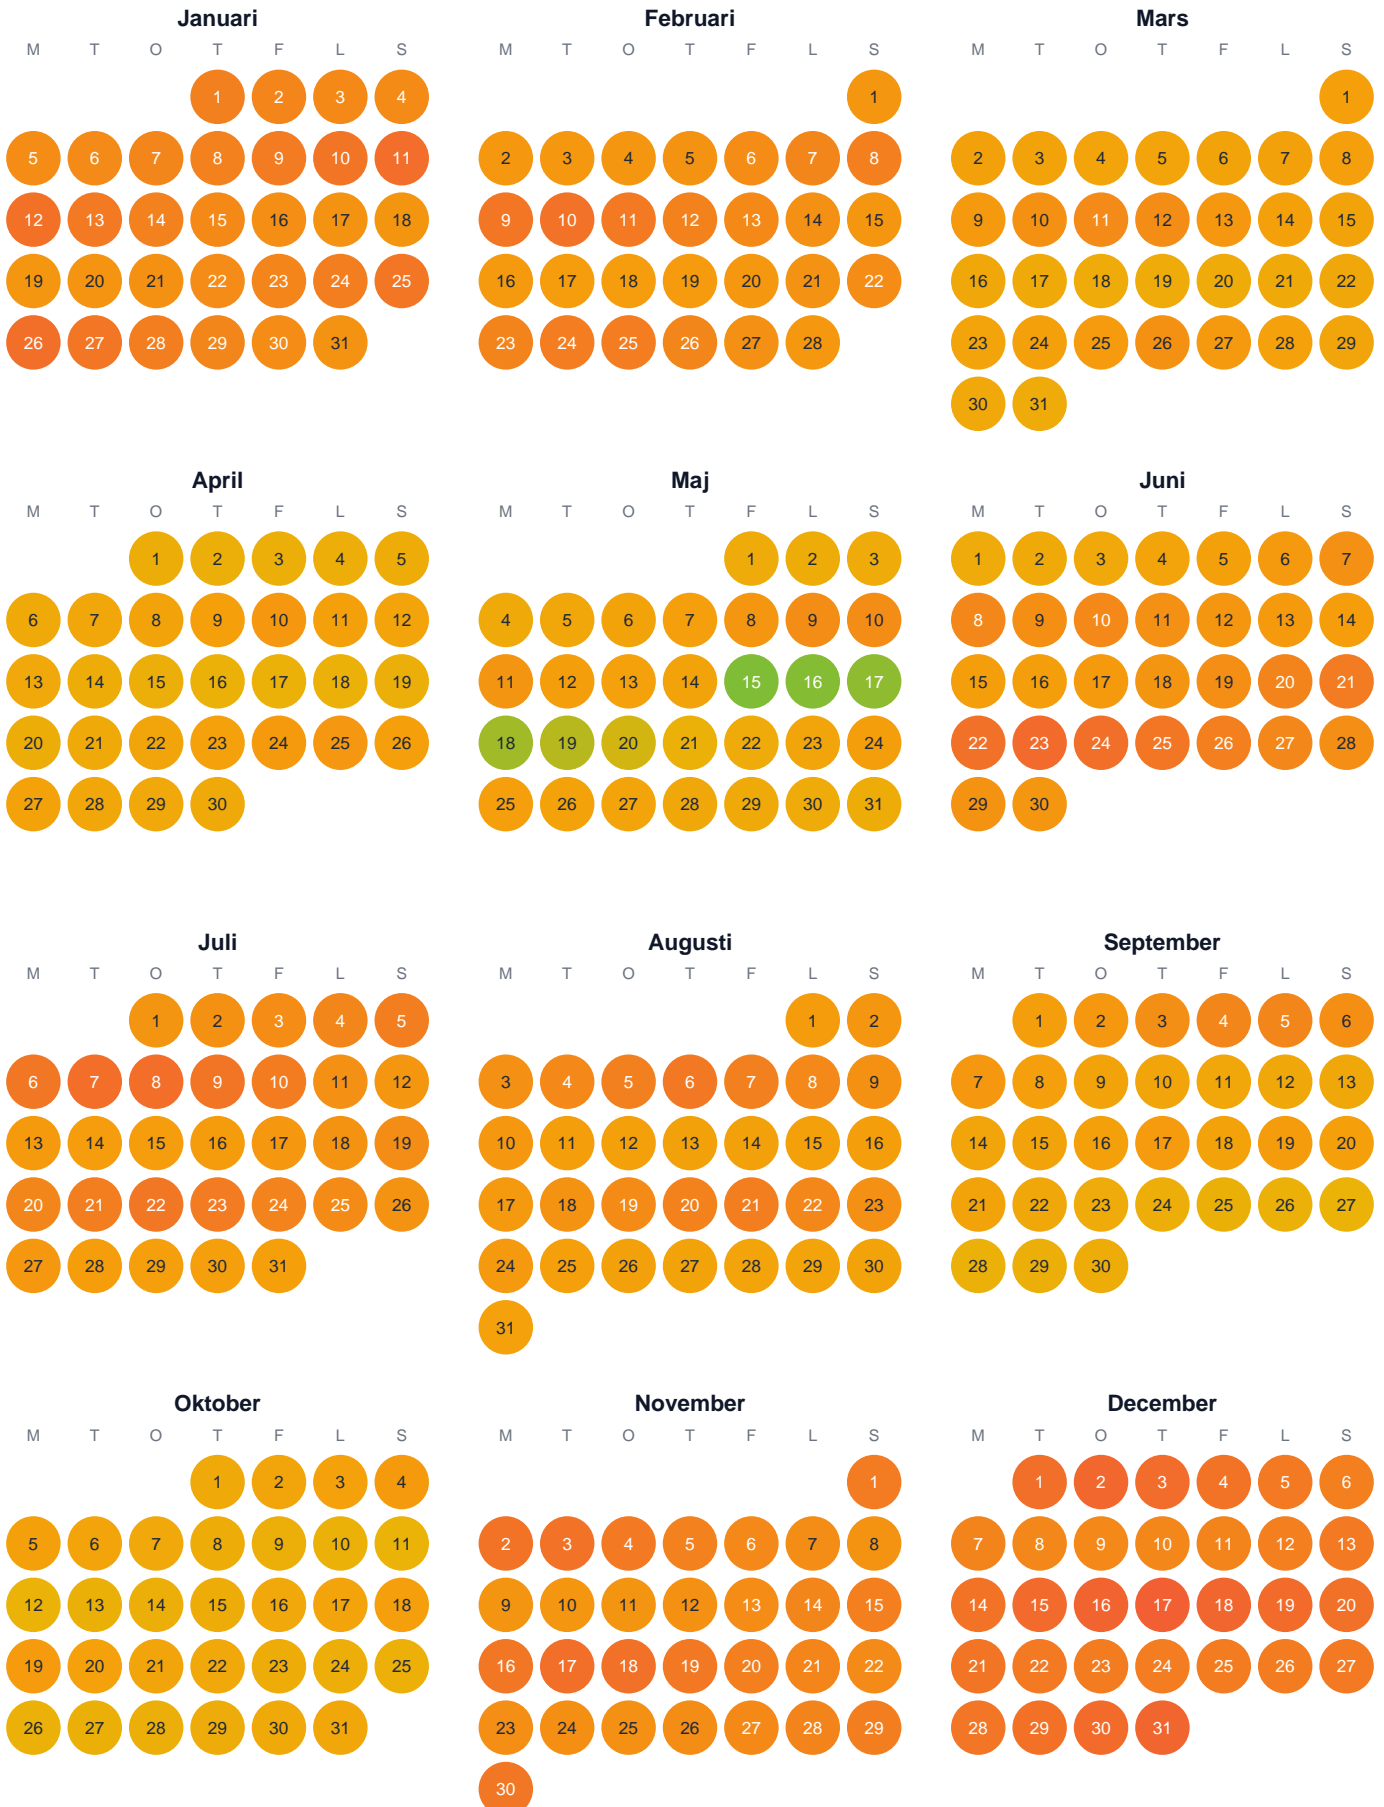 Januari Februari Mars
M T O T F L S M T O T F L S M T O T F L S
1 2 3 4 1 1
5 6 7 8 9 10 11 2 3 4 5 6 7 8 2 3 4 5 6 7 8
12 13 14 15 16 17 18 9 10 11 12 13 14 15 9 10 11 12 13 14 15
19 20 21 22 23 24 25 16 17 18 19 20 21 22 16 17 18 19 20 21 22
26 27 28 29 30 31 23 24 25 26 27 28 23 24 25 26 27 28 29
30 31
April Maj Juni
M T O T F L S M T O T F L S M T O T F L S
1 2 3 4 5 1 2 3 1 2 3 4 5 6 7
6 7 8 9 10 11 12 4 5 6 7 8 9 10 8 9 10 11 12 13 14
13 14 15 16 17 18 19 11 12 13 14 15 16 17 15 16 17 18 19 20 21
20 21 22 23 24 25 26 18 19 20 21 22 23 24 22 23 24 25 26 27 28
27 28 29 30 25 26 27 28 29 30 31 29 30
Juli Augusti September
M T O T F L S M T O T F L S M T O T F L S
1 2 3 4 5 1 2 1 2 3 4 5 6
6 7 8 9 10 11 12 3 4 5 6 7 8 9 7 8 9 10 11 12 13
13 14 15 16 17 18 19 10 11 12 13 14 15 16 14 15 16 17 18 19 20
20 21 22 23 24 25 26 17 18 19 20 21 22 23 21 22 23 24 25 26 27
27 28 29 30 31 24 25 26 27 28 29 30 28 29 30
31
Oktober November December
M T O T F L S M T O T F L S M T O T F L S
1 2 3 4 1 1 2 3 4 5 6
5 6 7 8 9 10 11 2 3 4 5 6 7 8 7 8 9 10 11 12 13
12 13 14 15 16 17 18 9 10 11 12 13 14 15 14 15 16 17 18 19 20
19 20 21 22 23 24 25 16 17 18 19 20 21 22 21 22 23 24 25 26 27
26 27 28 29 30 31 23 24 25 26 27 28 29 28 29 30 31
30